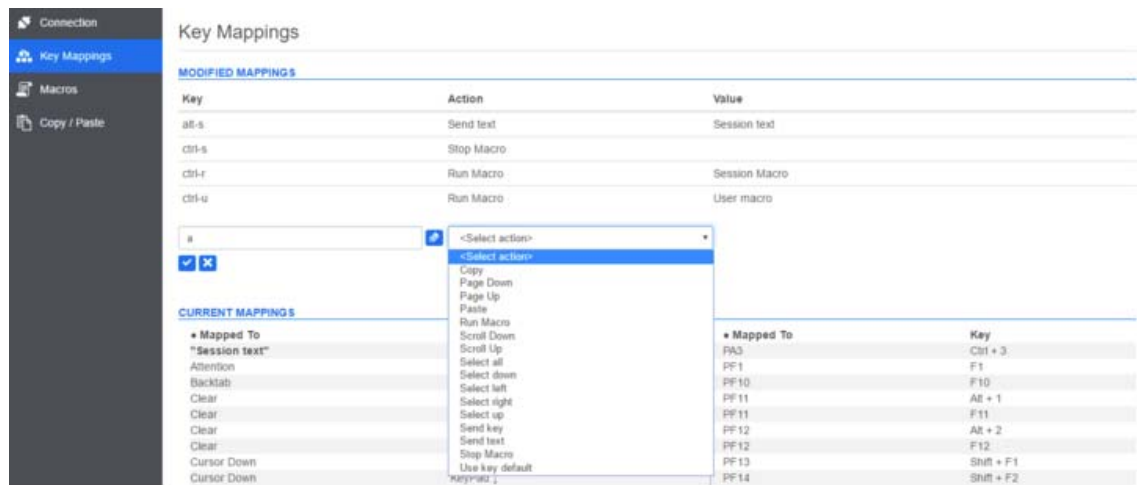 Connection
Key Mappings
Macros
Copy / Paste
Key Mappings
MODIFIED MAPPINGS
Key Action Value
alt-s Send text Session text
ctrl-s Stop Macro
ctrl-r Run Macro Session Macro
ctrl-u Run Macro User macro
a <Select action>
<Select action>
Copy
Page Down
Page Up
Paste
Run Macro
Scroll Down
Scroll Up
Select all
Select down
Select left
Select right
Select up
Send key
Send text
Stop Macro
Use key default
CURRENT MAPPINGS
• Mapped To • Mapped To Key
"Session text" PA3 Ctrl + 3
Attention PF1 F1
Backtab PF10 F10
Clear PF11 Alt + 1
Clear PF11 F11
Clear PF12 Alt + 2
Clear PF12 F12
Cursor Down PF13 Shift + F1
Cursor Down PF14 Shift + F2